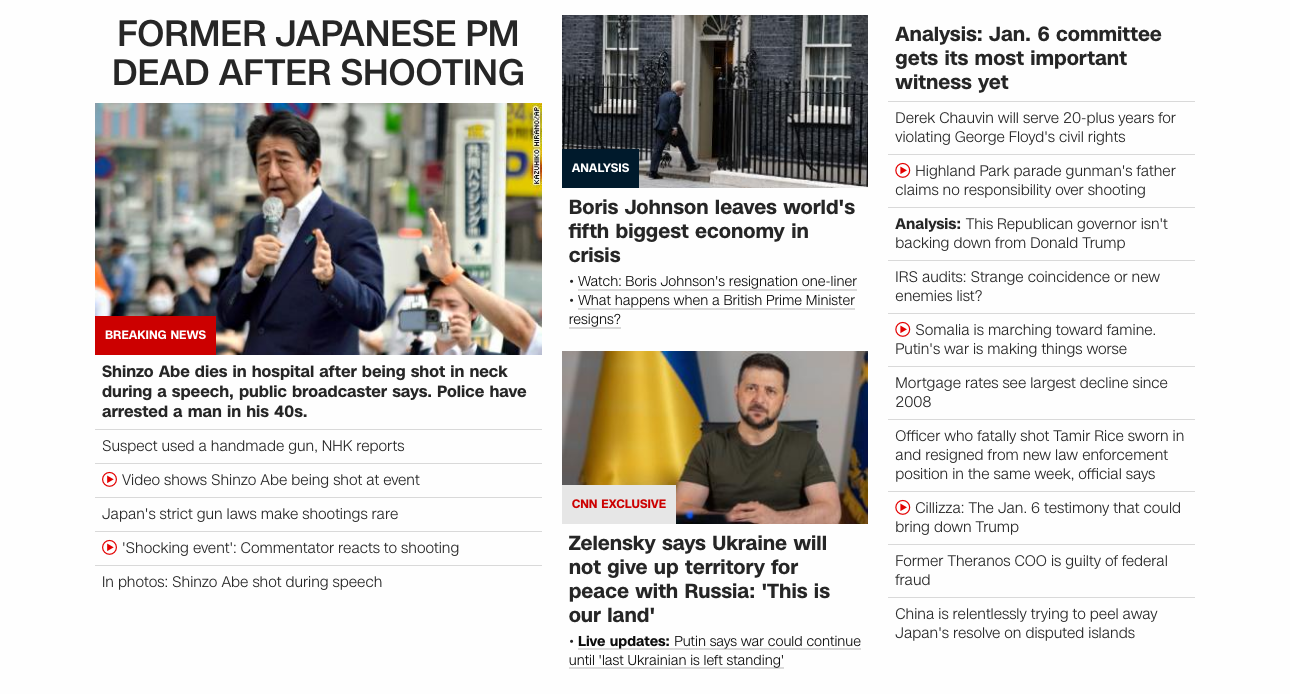 FORMER JAPANESE PM
DEAD AFTER SHOOTING
KAZUHIKO HIRANO/AP
BREAKING NEWS
Shinzo Abe dies in hospital after being shot in neck
during a speech, public broadcaster says. Police have
arrested a man in his 40s.
Suspect used a handmade gun, NHK reports
Video shows Shinzo Abe being shot at event
Japan's strict gun laws make shootings rare
'Shocking event': Commentator reacts to shooting
In photos: Shinzo Abe shot during speech
ANALYSIS
Boris Johnson leaves world's
fifth biggest economy in
crisis
• Watch: Boris Johnson's resignation one-liner
• What happens when a British Prime Minister
resigns?
CNN EXCLUSIVE
Zelensky says Ukraine will
not give up territory for
peace with Russia: 'This is
our land'
• Live updates: Putin says war could continue
until 'last Ukrainian is left standing'
Analysis: Jan. 6 committee
gets its most important
witness yet
Derek Chauvin will serve 20-plus years for
violating George Floyd's civil rights
Highland Park parade gunman's father
claims no responsibility over shooting
Analysis: This Republican governor isn't
backing down from Donald Trump
IRS audits: Strange coincidence or new
enemies list?
Somalia is marching toward famine.
Putin's war is making things worse
Mortgage rates see largest decline since
2008
Officer who fatally shot Tamir Rice sworn in
and resigned from new law enforcement
position in the same week, official says
Cillizza: The Jan. 6 testimony that could
bring down Trump
Former Theranos COO is guilty of federal
fraud
China is relentlessly trying to peel away
Japan's resolve on disputed islands